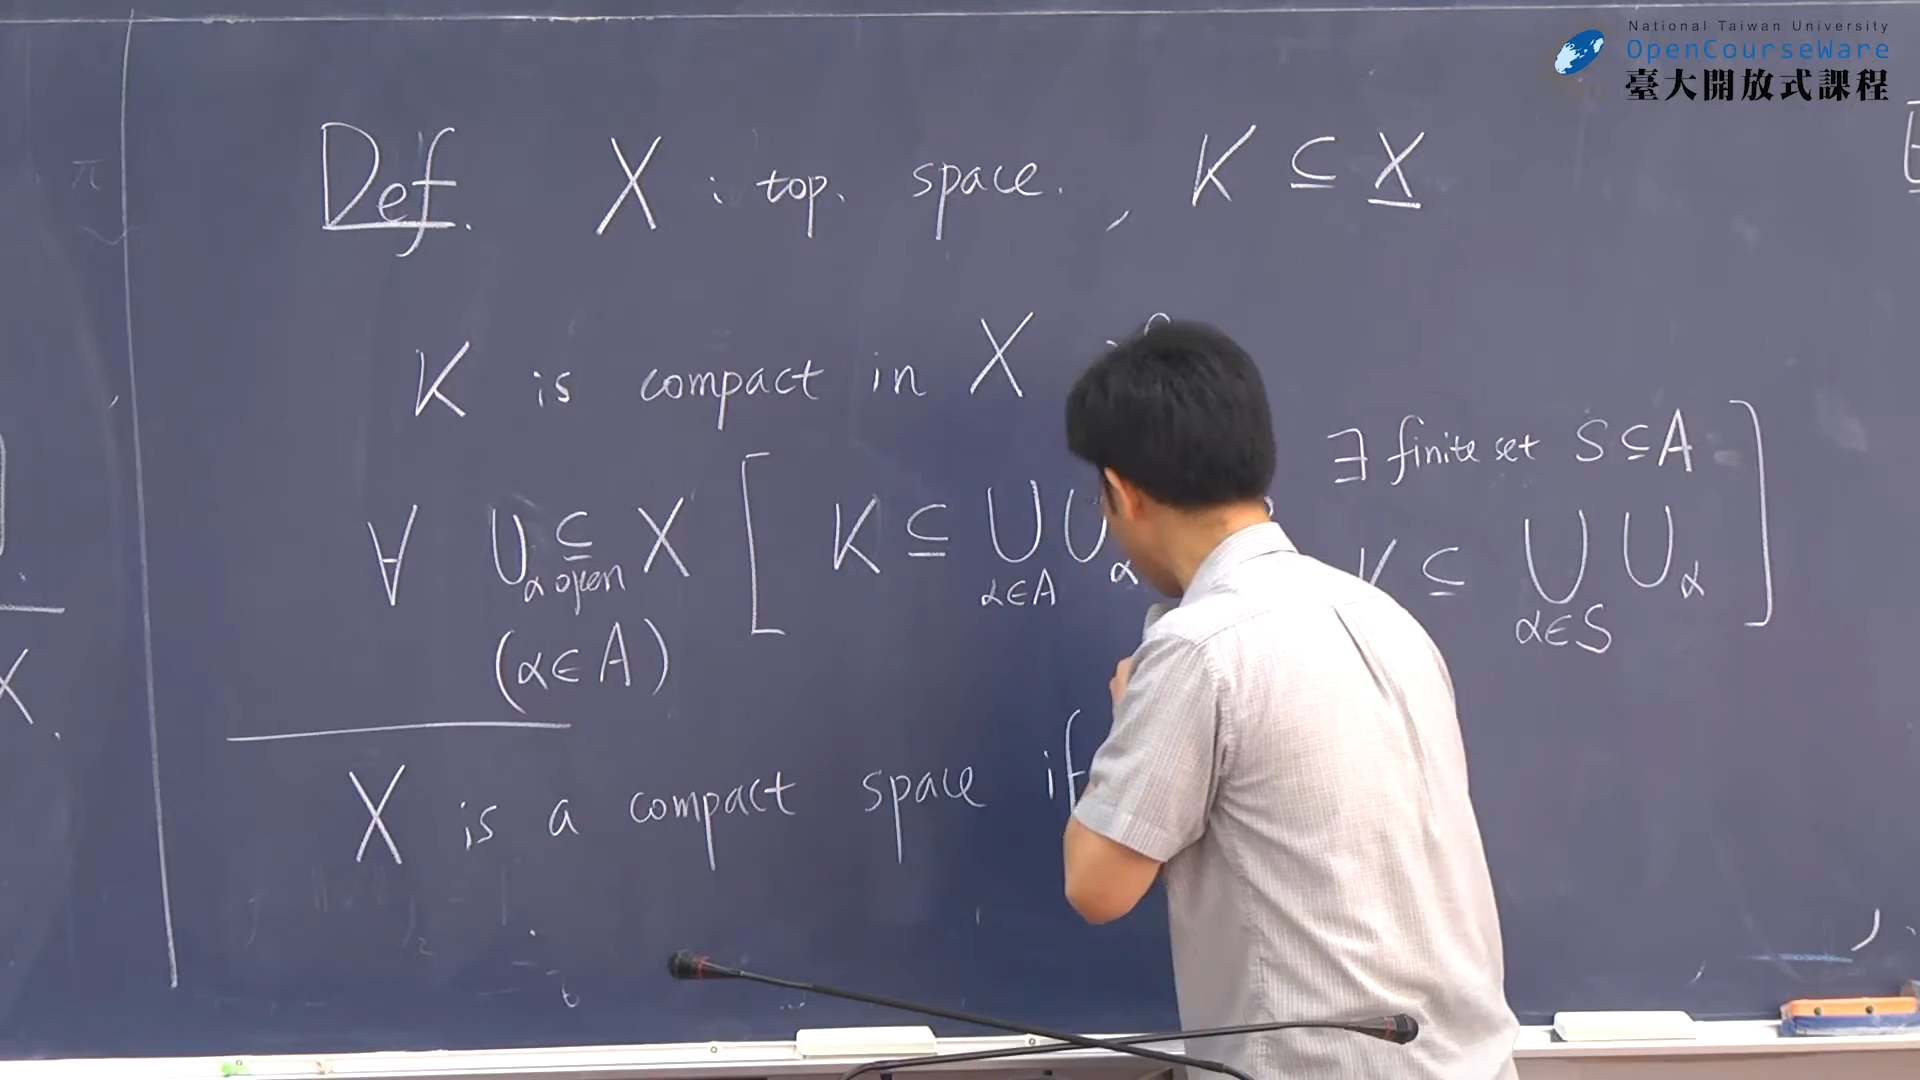 National Taiwan University
OpenCourseWare
臺大開放式課程
Def. X : top. space. , K ⊆ X
K is compact in X
∀ U_α ⊆ open X [ K ⊆ ⋃ α∈A U_α ∃ finite set S ⊆ A K ⊆ ⋃ α∈S U_α ]
(α∈A)
X is a compact space if